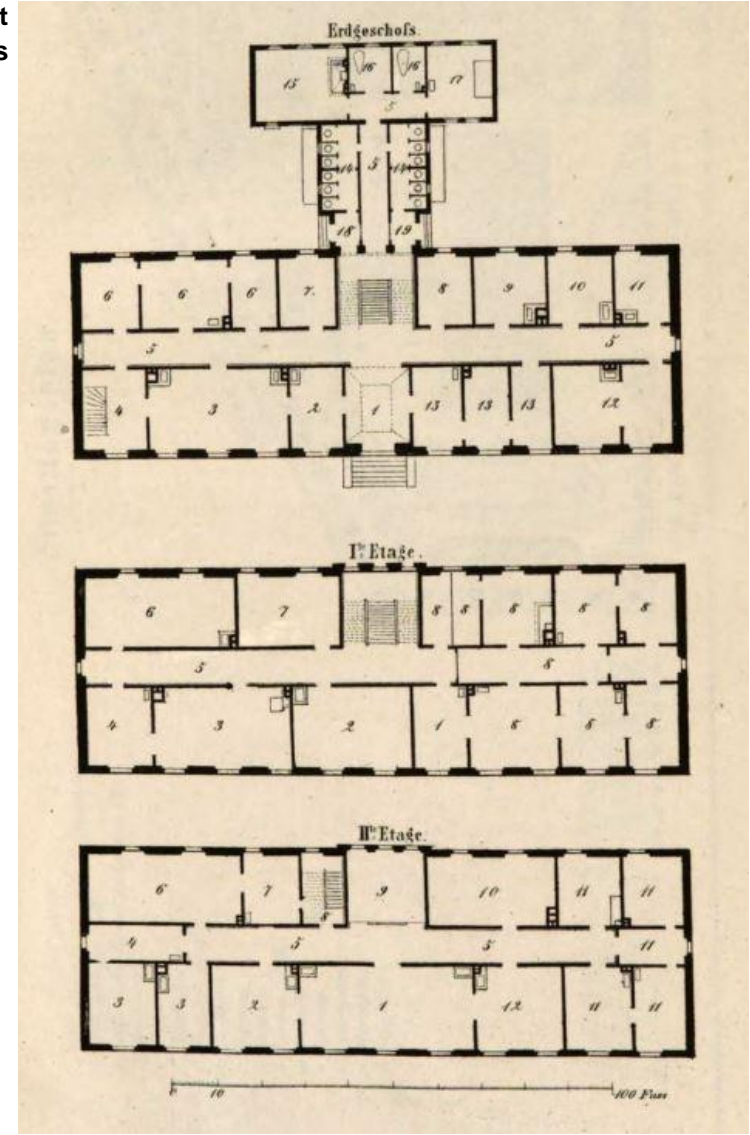 t
s
Erdgeschoſs.
15 16 16 17
5
14 5 14
18 19
6 6 6 7. 8 9 10 11
5 5
4 3 2 1 13 13 13 12
Ite Etage.
6 7 8 8 8 8 8
5 8
4 3 2 1 8 8 8
IIte Etage.
6 7 8 9 10 11 11
4 5 5 11
3 3 2 1 12 11 11
0 10 100 Fuss